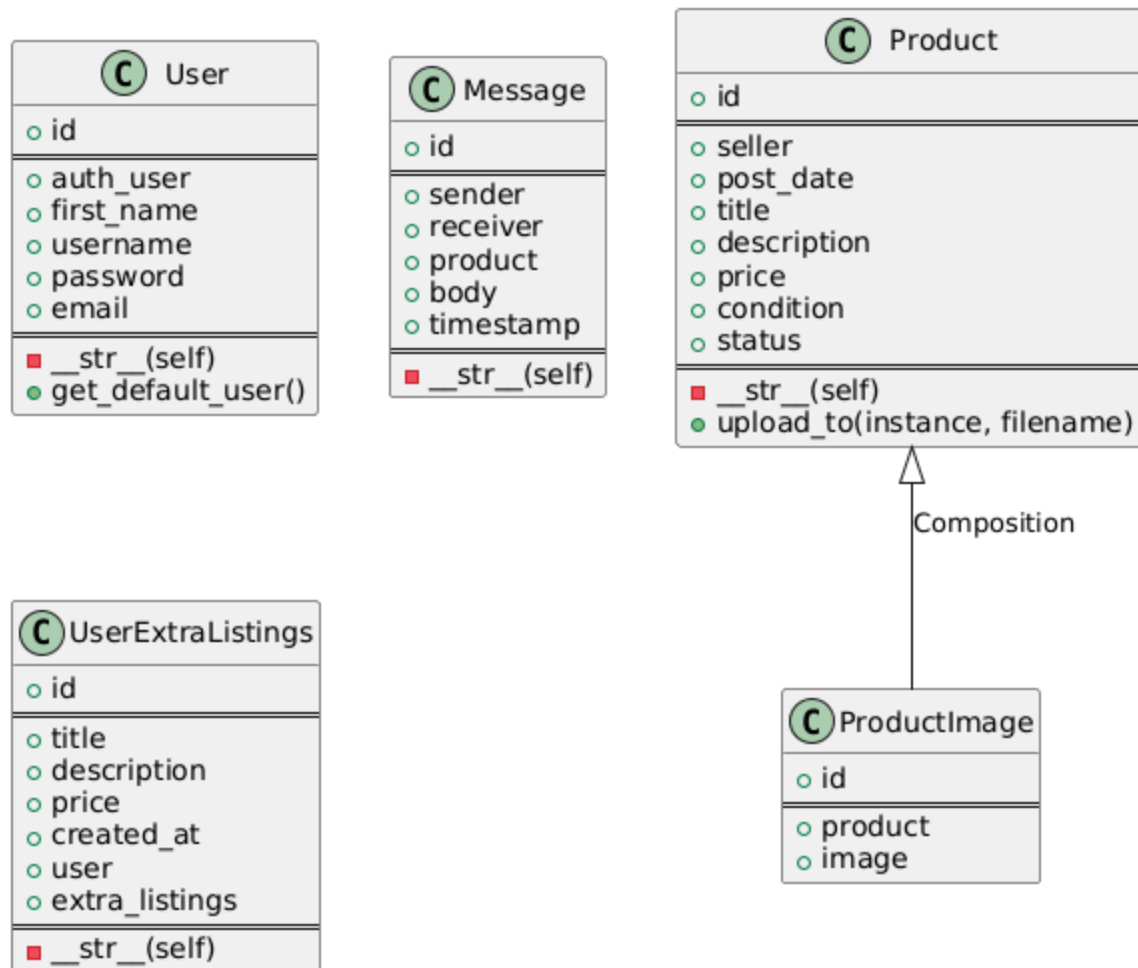 C User
id
auth_user
first_name
username
password
email
__str__(self)
get_default_user()
C Message
id
sender
receiver
product
body
timestamp
__str__(self)
C Product
id
seller
post_date
title
description
price
condition
status
__str__(self)
upload_to(instance, filename)
Composition
C UserExtraListings
id
title
description
price
created_at
user
extra_listings
__str__(self)
C ProductImage
id
product
image